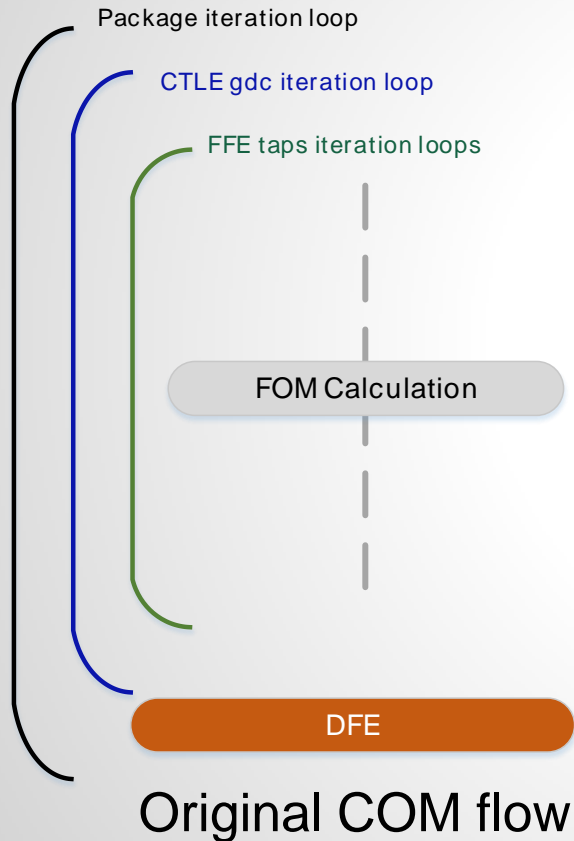 Package iteration loop
CTLE gdc iteration loop
FFE taps iteration loops
FOM Calculation
DFE
Original COM flow